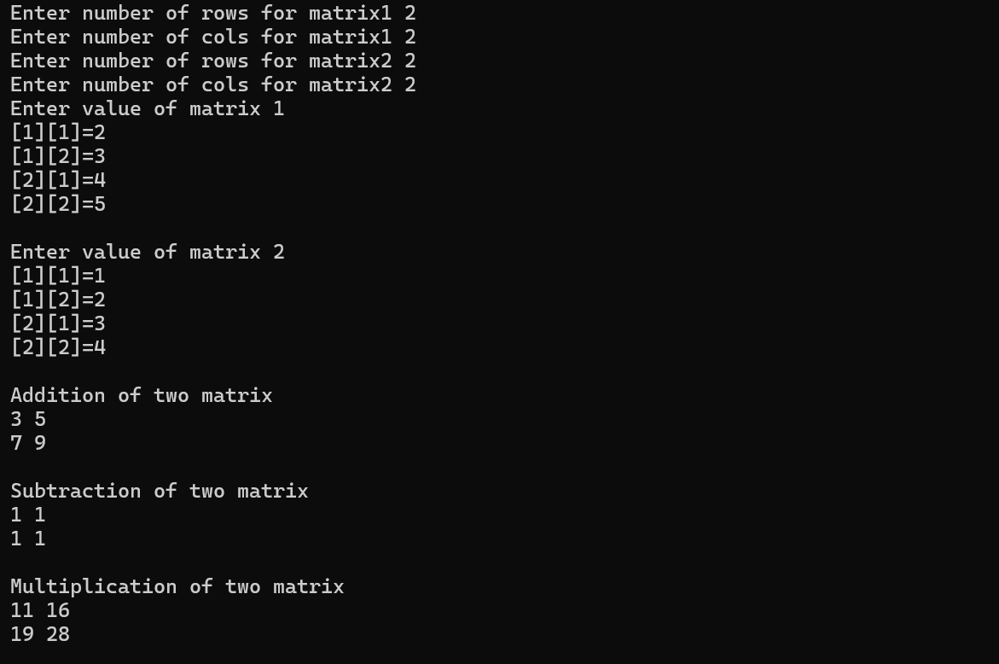 Enter number of rows for matrix1 2
Enter number of cols for matrix1 2
Enter number of rows for matrix2 2
Enter number of cols for matrix2 2
Enter value of matrix 1
[1][1]=2
[1][2]=3
[2][1]=4
[2][2]=5
Enter value of matrix 2
[1][1]=1
[1][2]=2
[2][1]=3
[2][2]=4
Addition of two matrix
3 5
7 9
Subtraction of two matrix
1 1
1 1
Multiplication of two matrix
11 16
19 28